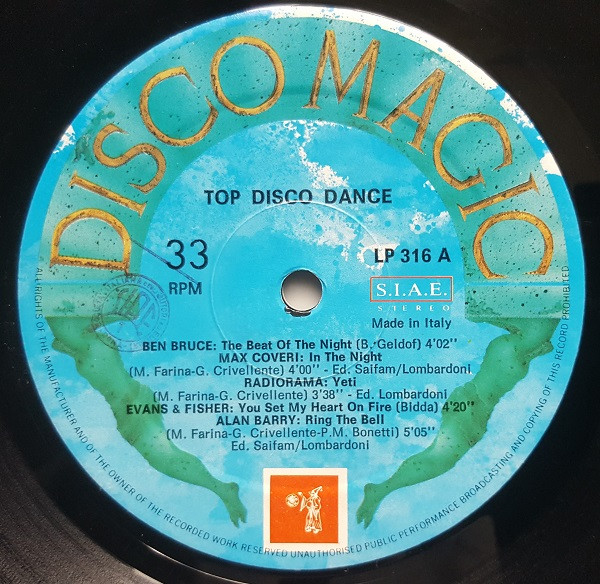 DISCO MAGIC
TOP DISCO DANCE
33
RPM
LP 316 A
S.I.A.E.
STEREO
Made in Italy
BEN BRUCE: The Beat Of The Night (B. Geldof) 4'02"
MAX COVERI: In The Night
(M. Farina-G. Crivellente) 4'00" - Ed. Saifam/Lombardoni
RADIORAMA: Yeti
(M. Farina-G. Crivellente) 3'38" - Ed. Lombardoni
EVANS & FISHER: You Set My Heart On Fire (Bidda) 4'20"
ALAN BARRY: Ring The Bell
(M. Farina-G. Crivellente-P.M. Bonetti) 5'05"
Ed. Saifam/Lombardoni
ALL RIGHTS OF THE MANUFACTURER AND OF THE OWNER OF THE RECORDED WORK RESERVED UNAUTHORISED PUBLIC PERFORMANCE BROADCASTING AND COPYING OF THIS RECORD PROHIBITED